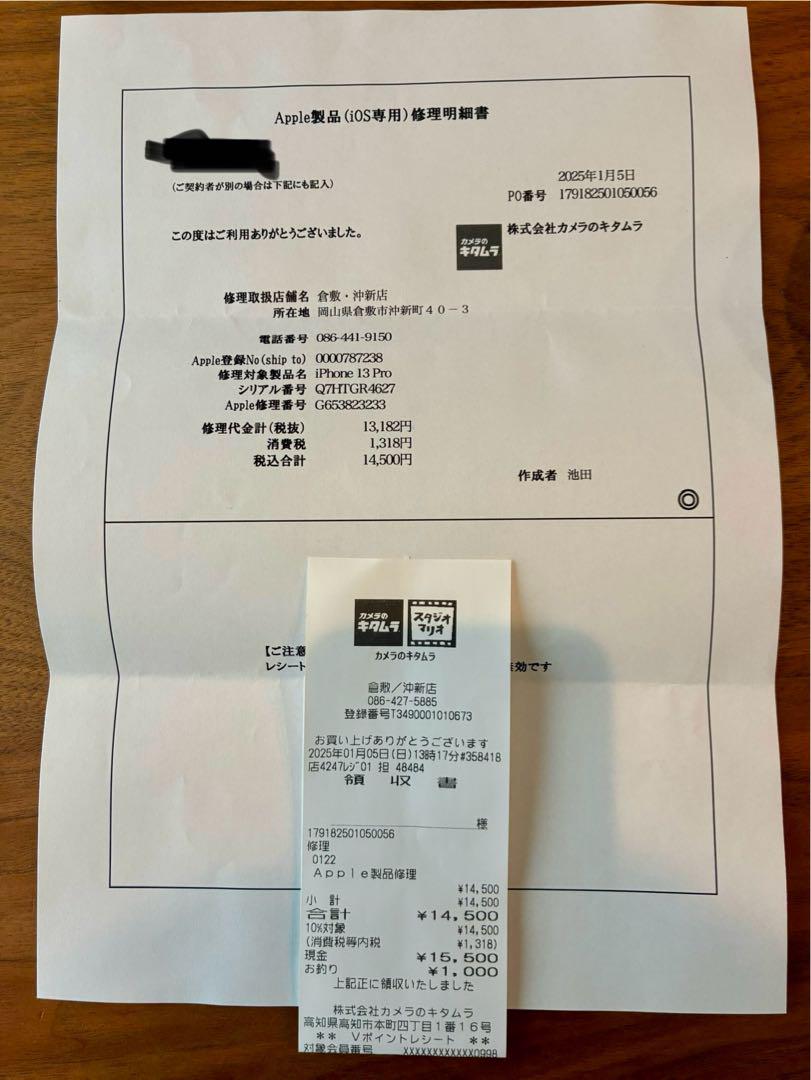 Apple製品(iOS専用)修理明細書
(ご契約者が別の場合は下記にも記入)
2025年1月5日
PO番号 179182501050056
この度はご利用ありがとうございました。
カメラの
キタムラ
株式会社カメラのキタムラ
修理取扱店舗名 倉敷・沖新店
所在地 岡山県倉敷市沖新町40-3
電話番号 086-441-9150
Apple登録No(ship to) 0000787238
修理対象製品名 iPhone 13 Pro
シリアル番号 Q7HTGR4627
Apple修理番号 G653823233
修理代金計(税抜) 13,182円
消費税 1,318円
税込合計 14,500円
作成者 池田
【ご注意
レシート
効です
カメラの
キタムラ
スタジオ
マリオ
カメラのキタムラ
倉敷/沖新店
086-427-5885
登録番号T3490001010673
お買い上げありがとうございます
2025年01月05日(日)13時17分#358418
店4247レジ01 担 48484
領 収 書
様
179182501050056
修理
0122
Apple製品修理
¥14,500
小 計 ¥14,500
合計 ¥14,500
10%対象 ¥14,500
(消費税等内税 ¥1,318)
現金 ¥15,500
お釣り ¥1,000
上記正に領収いたしました
株式会社カメラのキタムラ
高知県高知市本町四丁目1番16号
** Vポイントレシート **
対象会員番号 XXXXXXXXXXXX0998